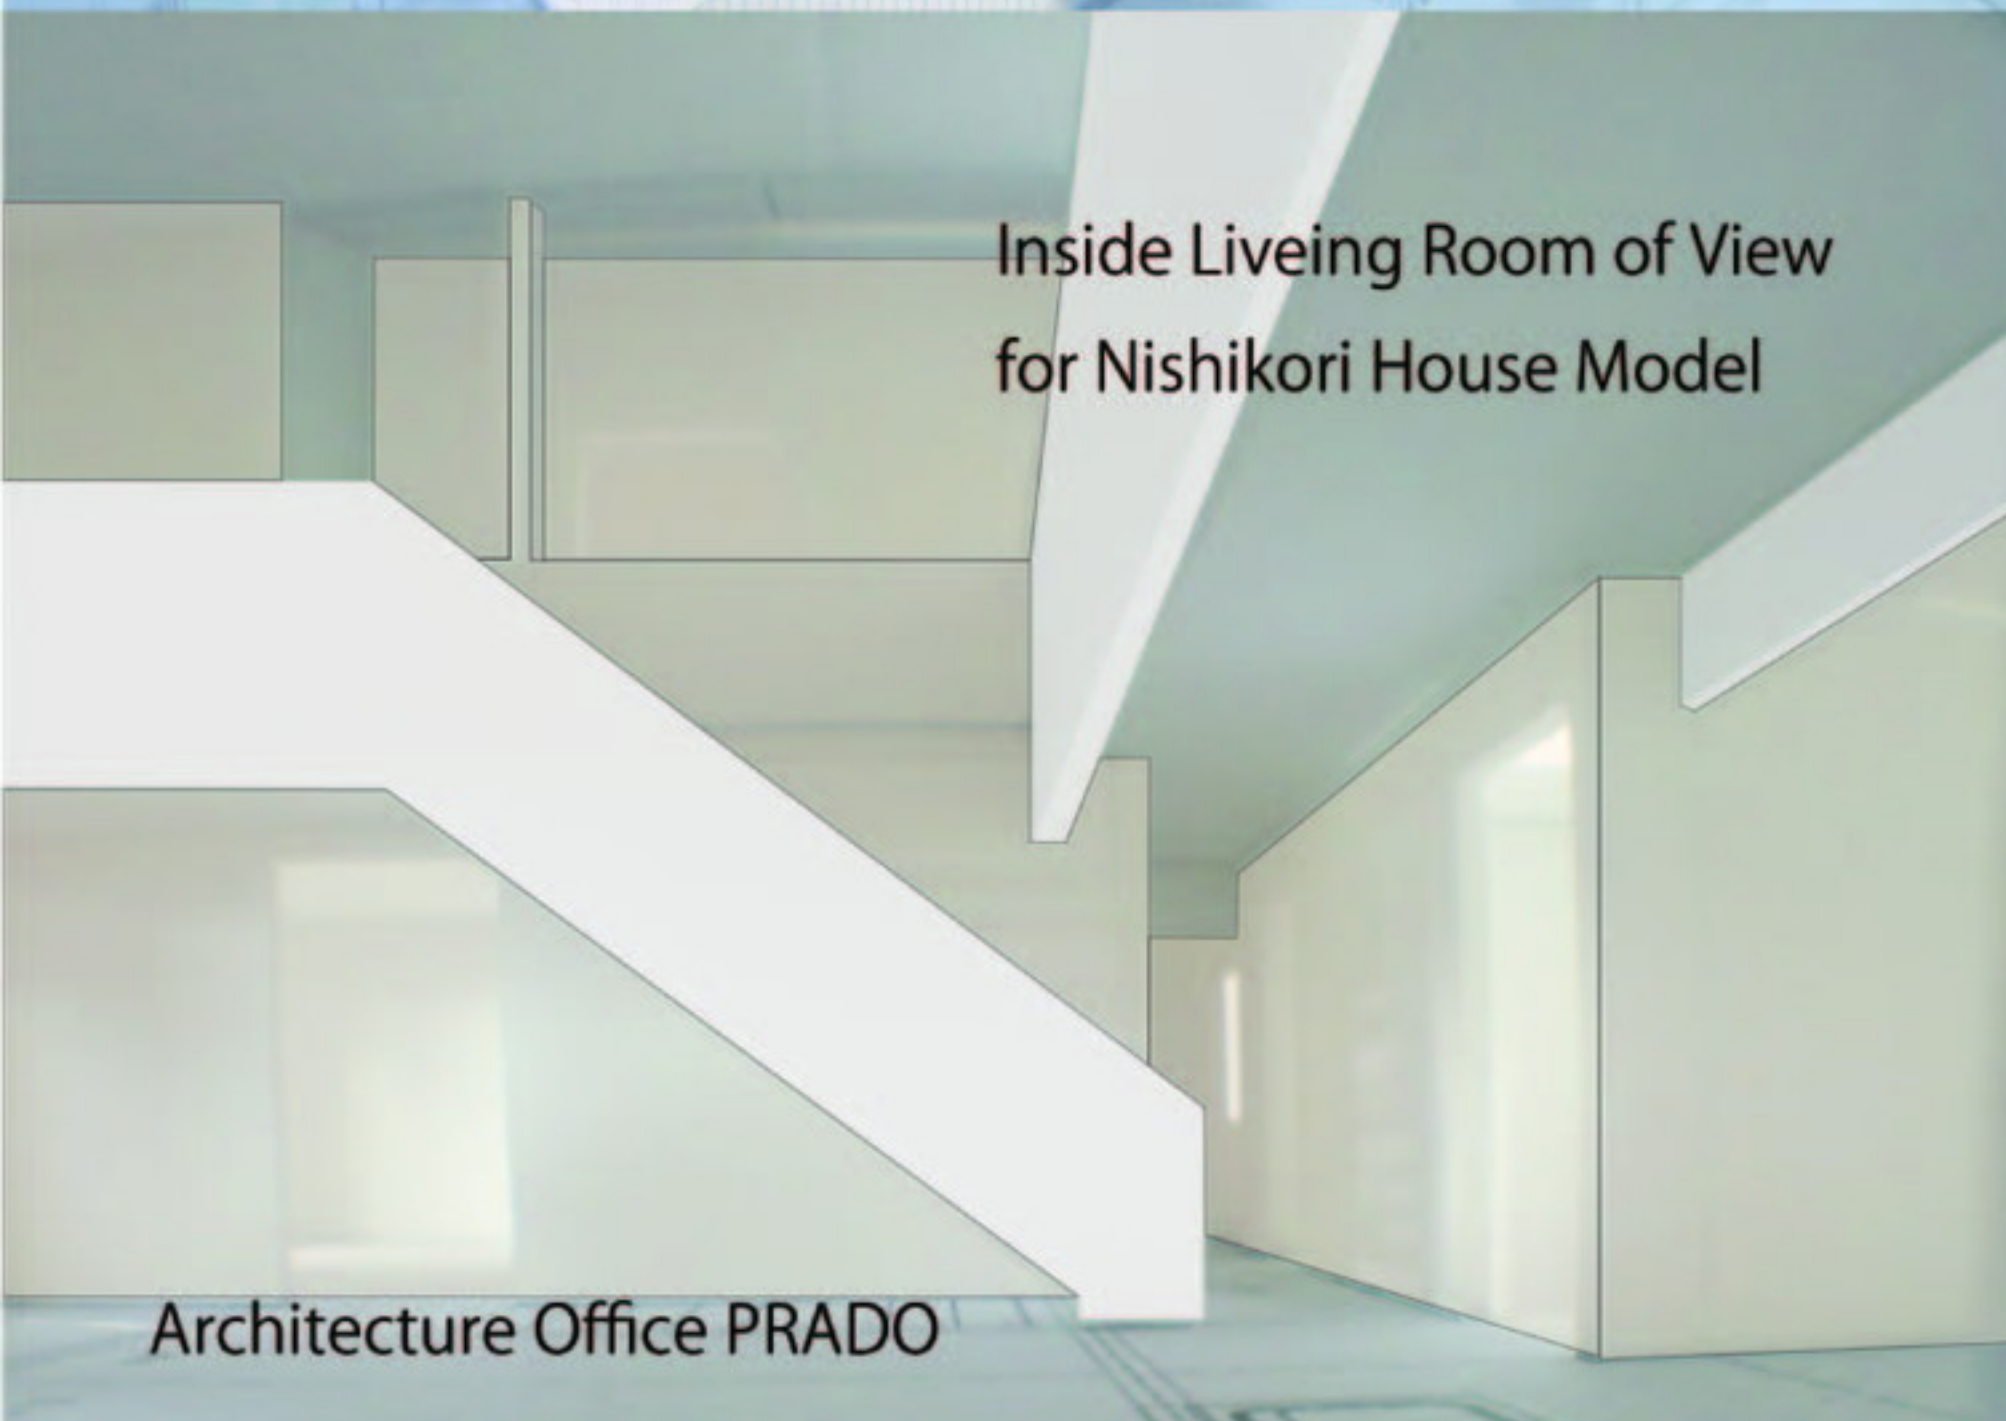 Inside Liveing Room of View
for Nishikori House Model
Architecture Office PRADO